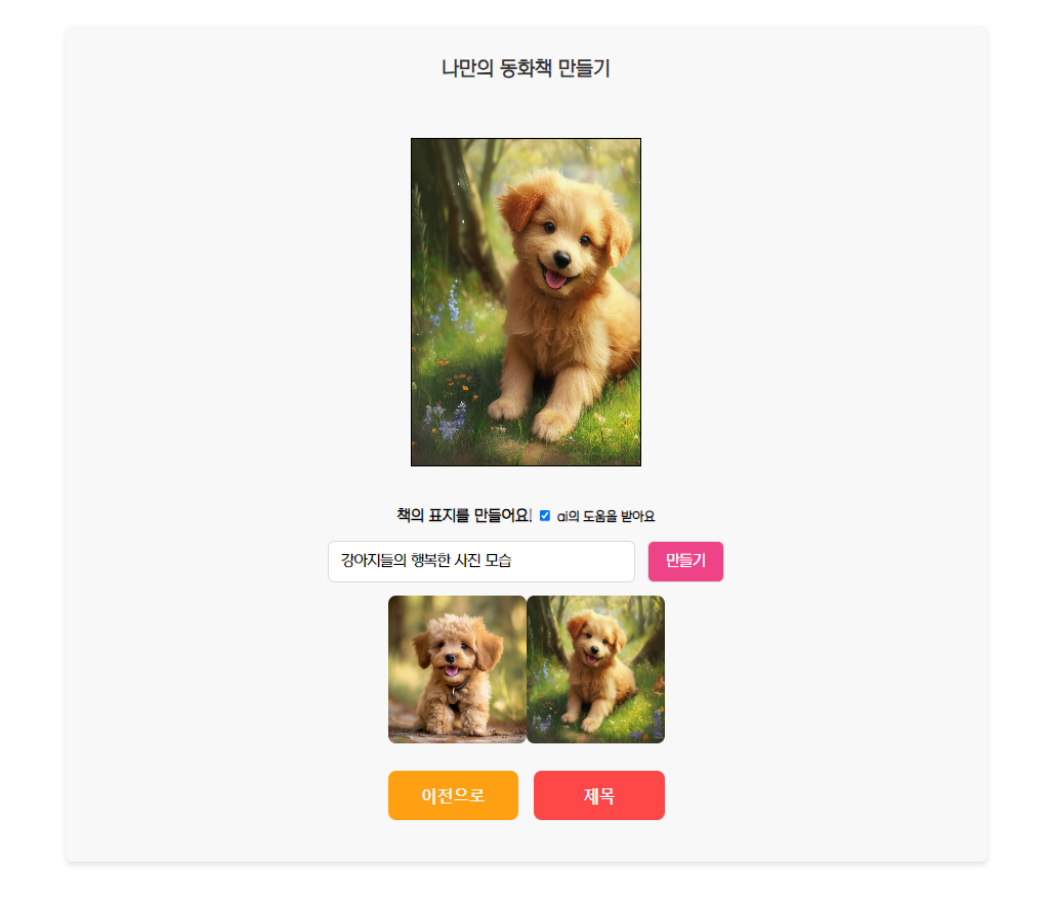 나만의 동화책 만들기
책의 표지를 만들어요! ai의 도움을 받아요
강아지들의 행복한 사진 모습 만들기
이전으로 제목